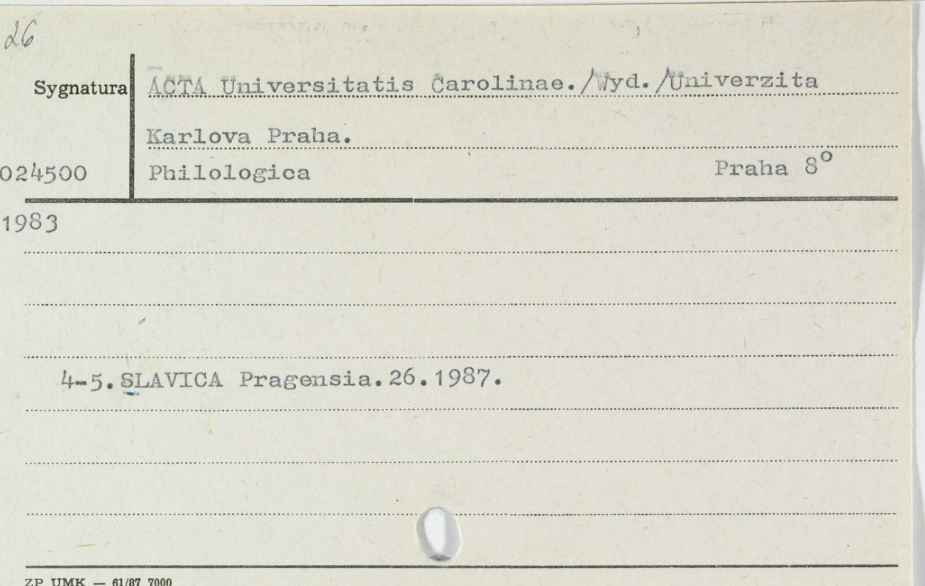 26
Sygnatura ACTA Universitatis Carolinae./Wyd./Univerzita
Karlova Praha.
024500 Philologica Praha 8°
1983
4-5.SLAVICA Pragensia.26.1987.
ZP UMK — 61/87 7000